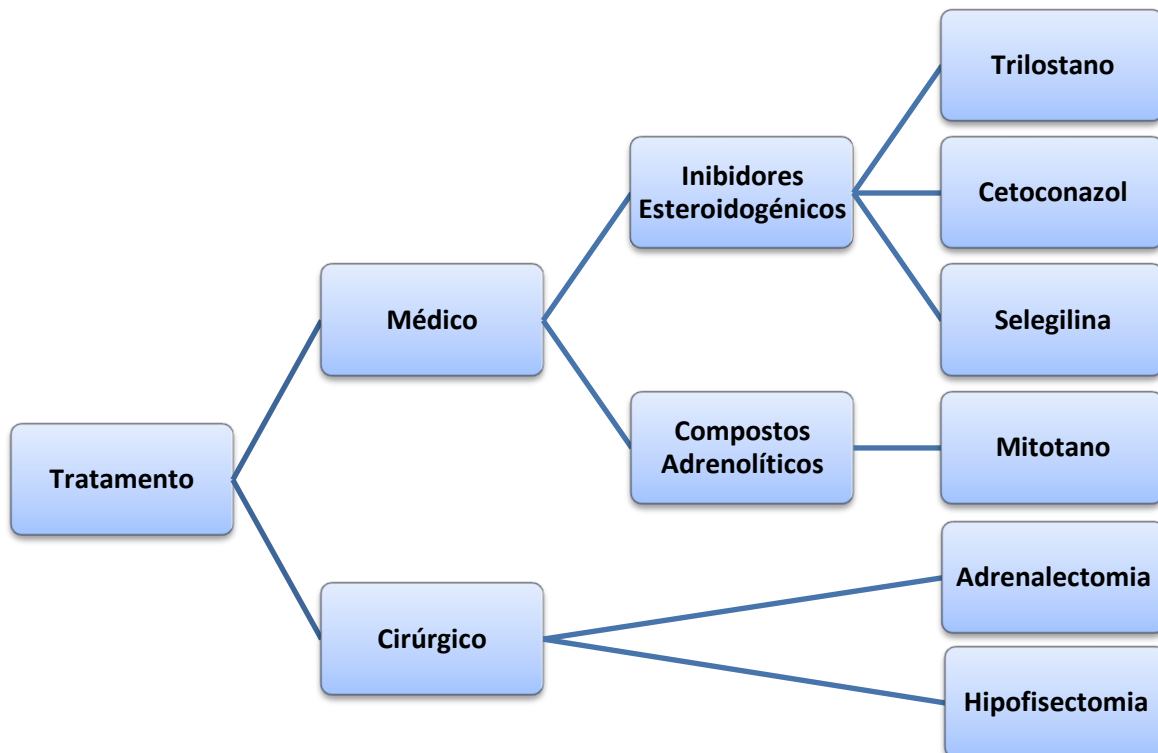 Tratamento
Médico
Inibidores
Esteroidogénicos
Trilostano
Cetoconazol
Selegilina
Compostos
Adrenolíticos
Mitotano
Cirúrgico
Adrenalectomia
Hipofisectomia